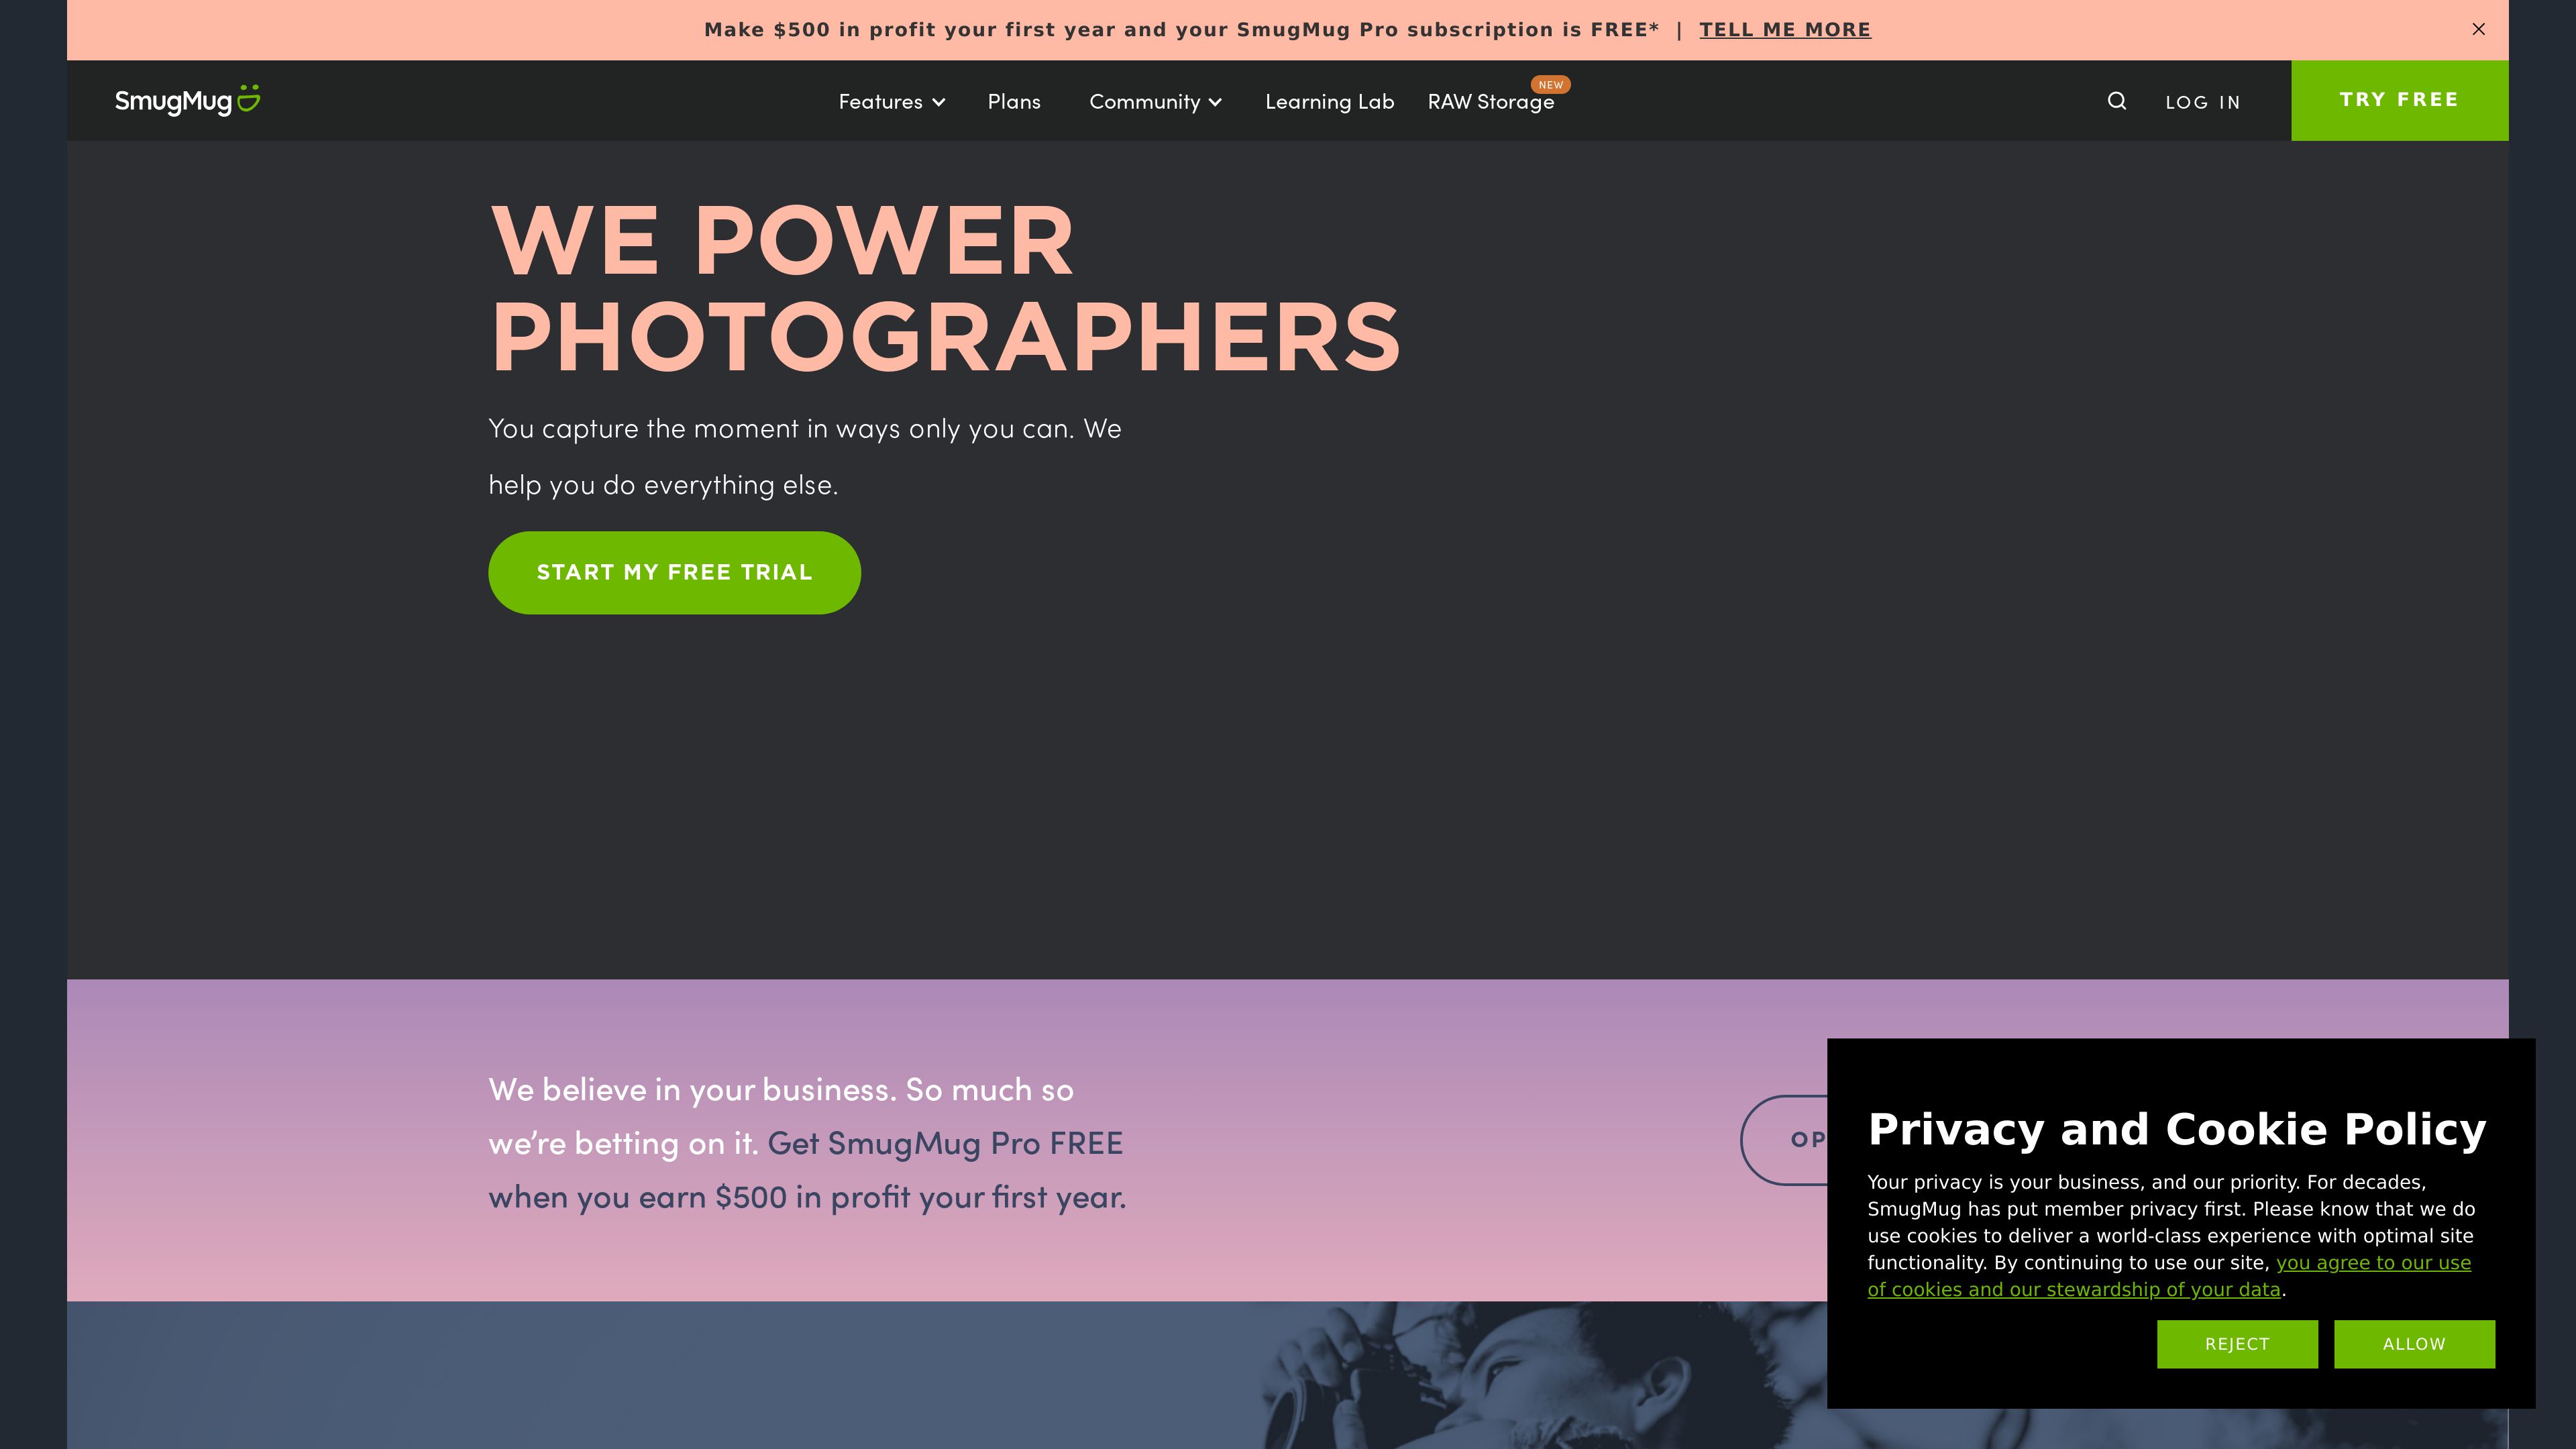 Make $500 in profit your first year and your SmugMug Pro subscription is FREE* | TELL ME MORE
SmugMug
Features
Plans
Community
Learning Lab
RAW Storage
NEW
LOG IN
TRY FREE
WE POWER
PHOTOGRAPHERS
You capture the moment in ways only you can. We
help you do everything else.
START MY FREE TRIAL
We believe in your business. So much so
we’re betting on it. Get SmugMug Pro FREE
when you earn $500 in profit your first year.
OP
Privacy and Cookie Policy
Your privacy is your business, and our priority. For decades,
SmugMug has put member privacy first. Please know that we do
use cookies to deliver a world-class experience with optimal site
functionality. By continuing to use our site, you agree to our use
of cookies and our stewardship of your data.
REJECT
ALLOW